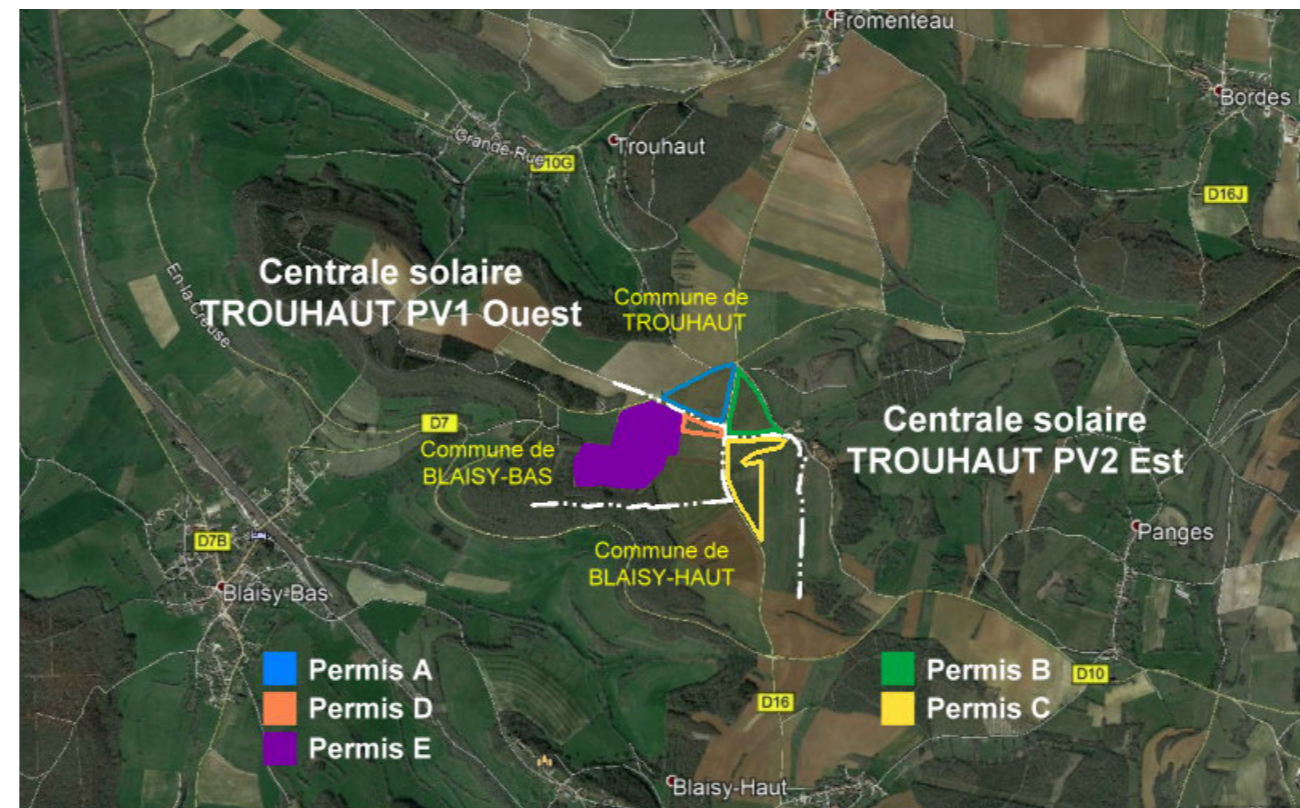 Fromenteau
Bordes
Grande-Rue
D10G
Trouhaut
D16J
En-la-Creuse
Centrale solaire
TROUHAUT PV1 Ouest
Commune de
TROUHAUT
D7
Commune de
BLAISY-BAS
Centrale solaire
TROUHAUT PV2 Est
D7B
Panges
Commune de
BLAISY-HAUT
Blaisy-Bas
Permis A
Permis D
Permis E
Permis B
Permis C
D10
D16
Blaisy-Haut